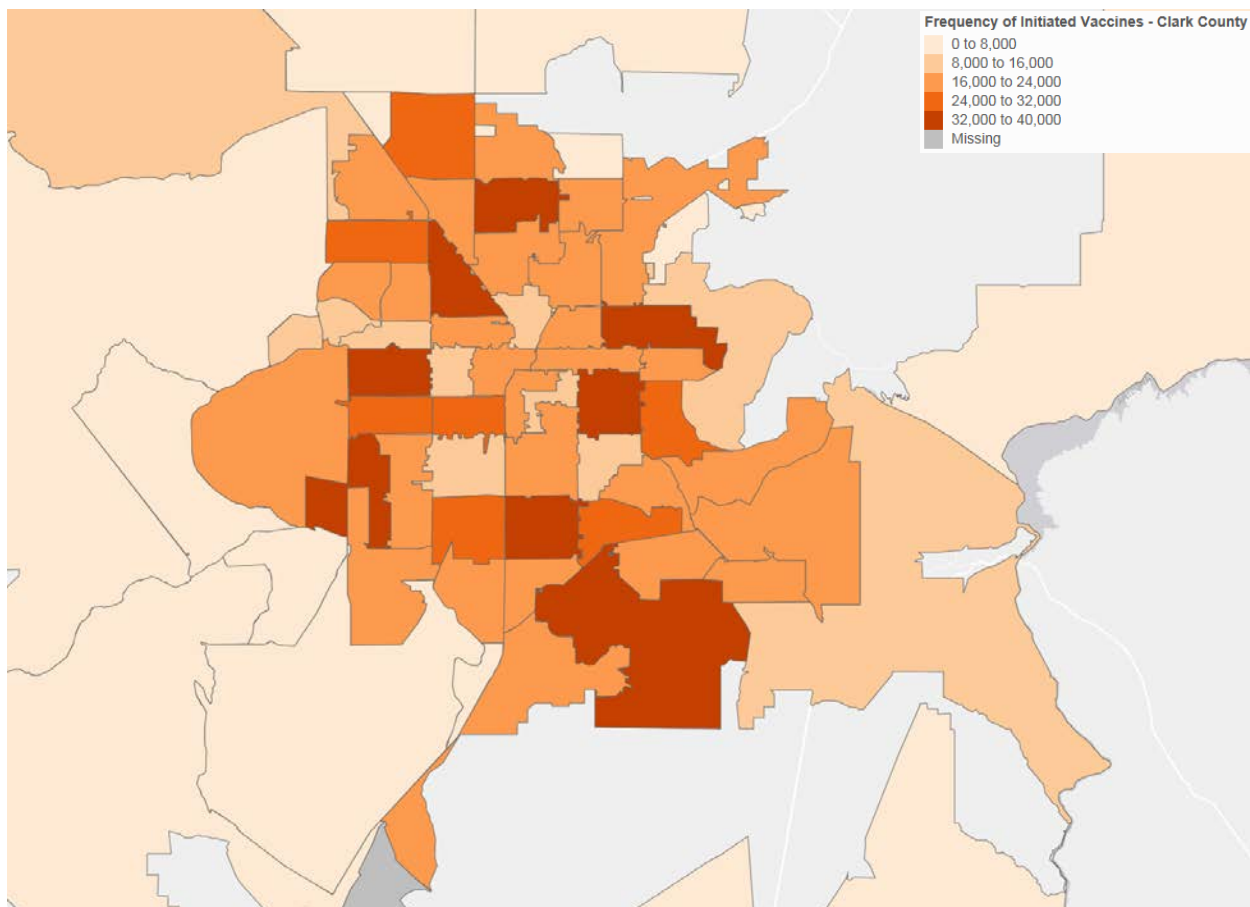 Frequency of Initiated Vaccines - Clark County
0 to 8,000
8,000 to 16,000
16,000 to 24,000
24,000 to 32,000
32,000 to 40,000
Missing